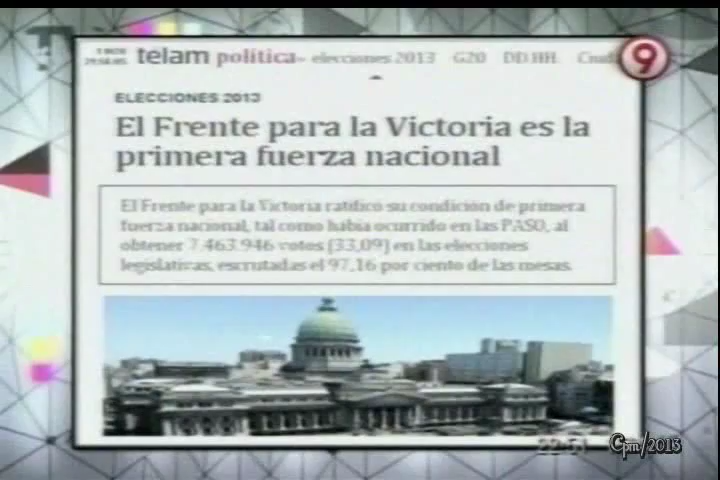 telam política elecciones 2013 G20 DD HH
9
ELECCIONES 2013
El Frente para la Victoria es la
primera fuerza nacional
El Frente para la Victoria ratificó su condición de primera
fuerza nacional, tal como había ocurrido en las PASO, al
obtener 7.463.946 votos (33,09) en las elecciones
legislativas, escrutadas el 97,16 por ciento de las mesas.
22:51
Cpm/2013